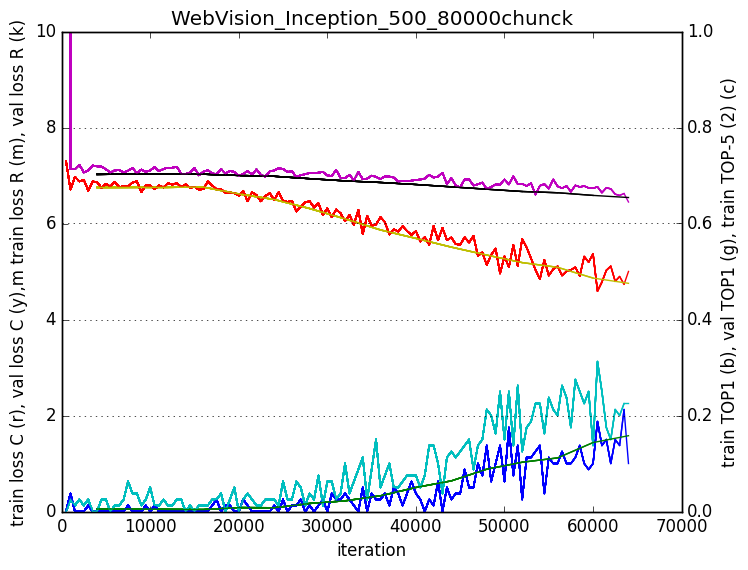 WebVision_Inception_500_80000chunck
train loss C (r), val loss C (y),m train loss R (m), val loss R (k)
10
8
6
4
2
0
1.0
0.8
0.6
0.4
0.2
0.0
train TOP1 (b), val TOP1 (g), train TOP-5 (2) (c)
0 10000 20000 30000 40000 50000 60000 70000
iteration